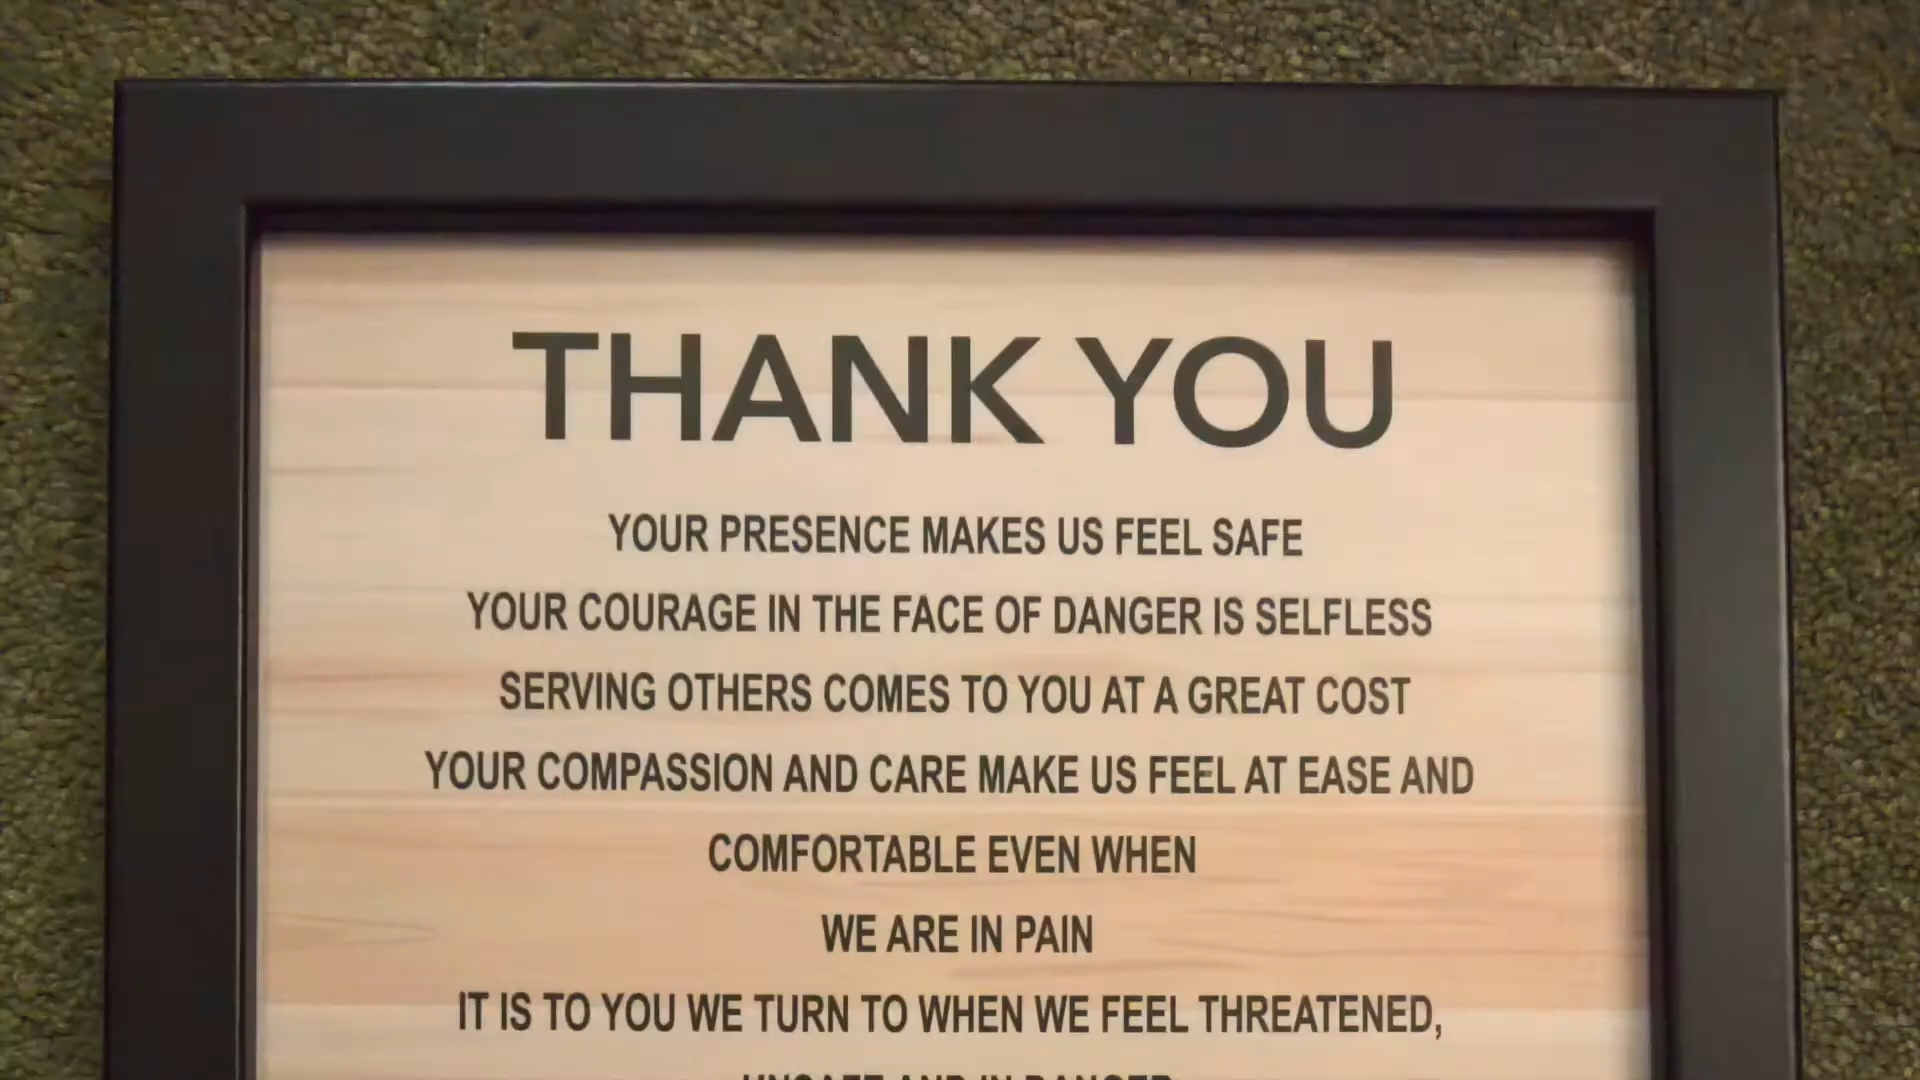 THANK YOU
YOUR PRESENCE MAKES US FEEL SAFE
YOUR COURAGE IN THE FACE OF DANGER IS SELFLESS
SERVING OTHERS COMES TO YOU AT A GREAT COST
YOUR COMPASSION AND CARE MAKE US FEEL AT EASE AND
COMFORTABLE EVEN WHEN
WE ARE IN PAIN
IT IS TO YOU WE TURN TO WHEN WE FEEL THREATENED,